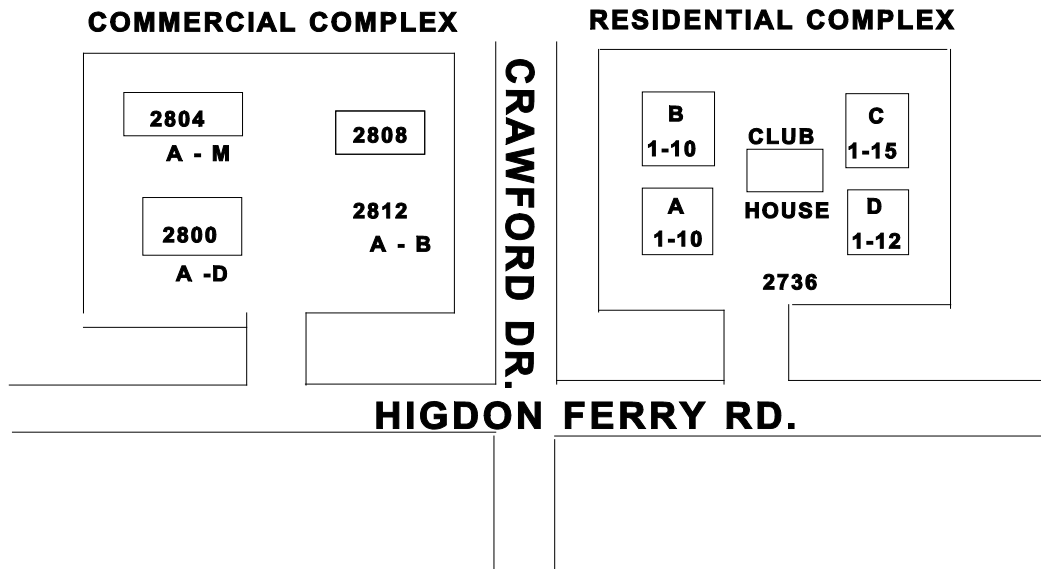 COMMERCIAL COMPLEX
2804
A - M
2808
2800
A -D
2812
A - B
CRAWFORD DR.
RESIDENTIAL COMPLEX
B
1-10
CLUB
HOUSE
C
1-15
A
1-10
D
1-12
2736
HIGDON FERRY RD.